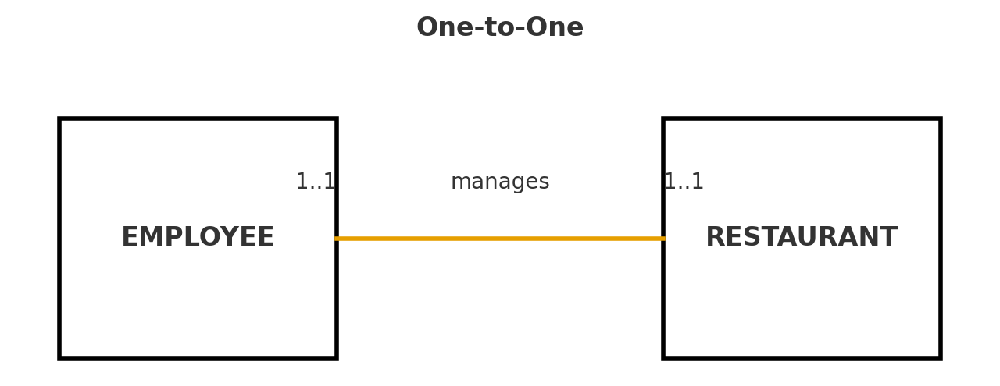 One-to-One
1..1 manages 1..1
EMPLOYEE RESTAURANT